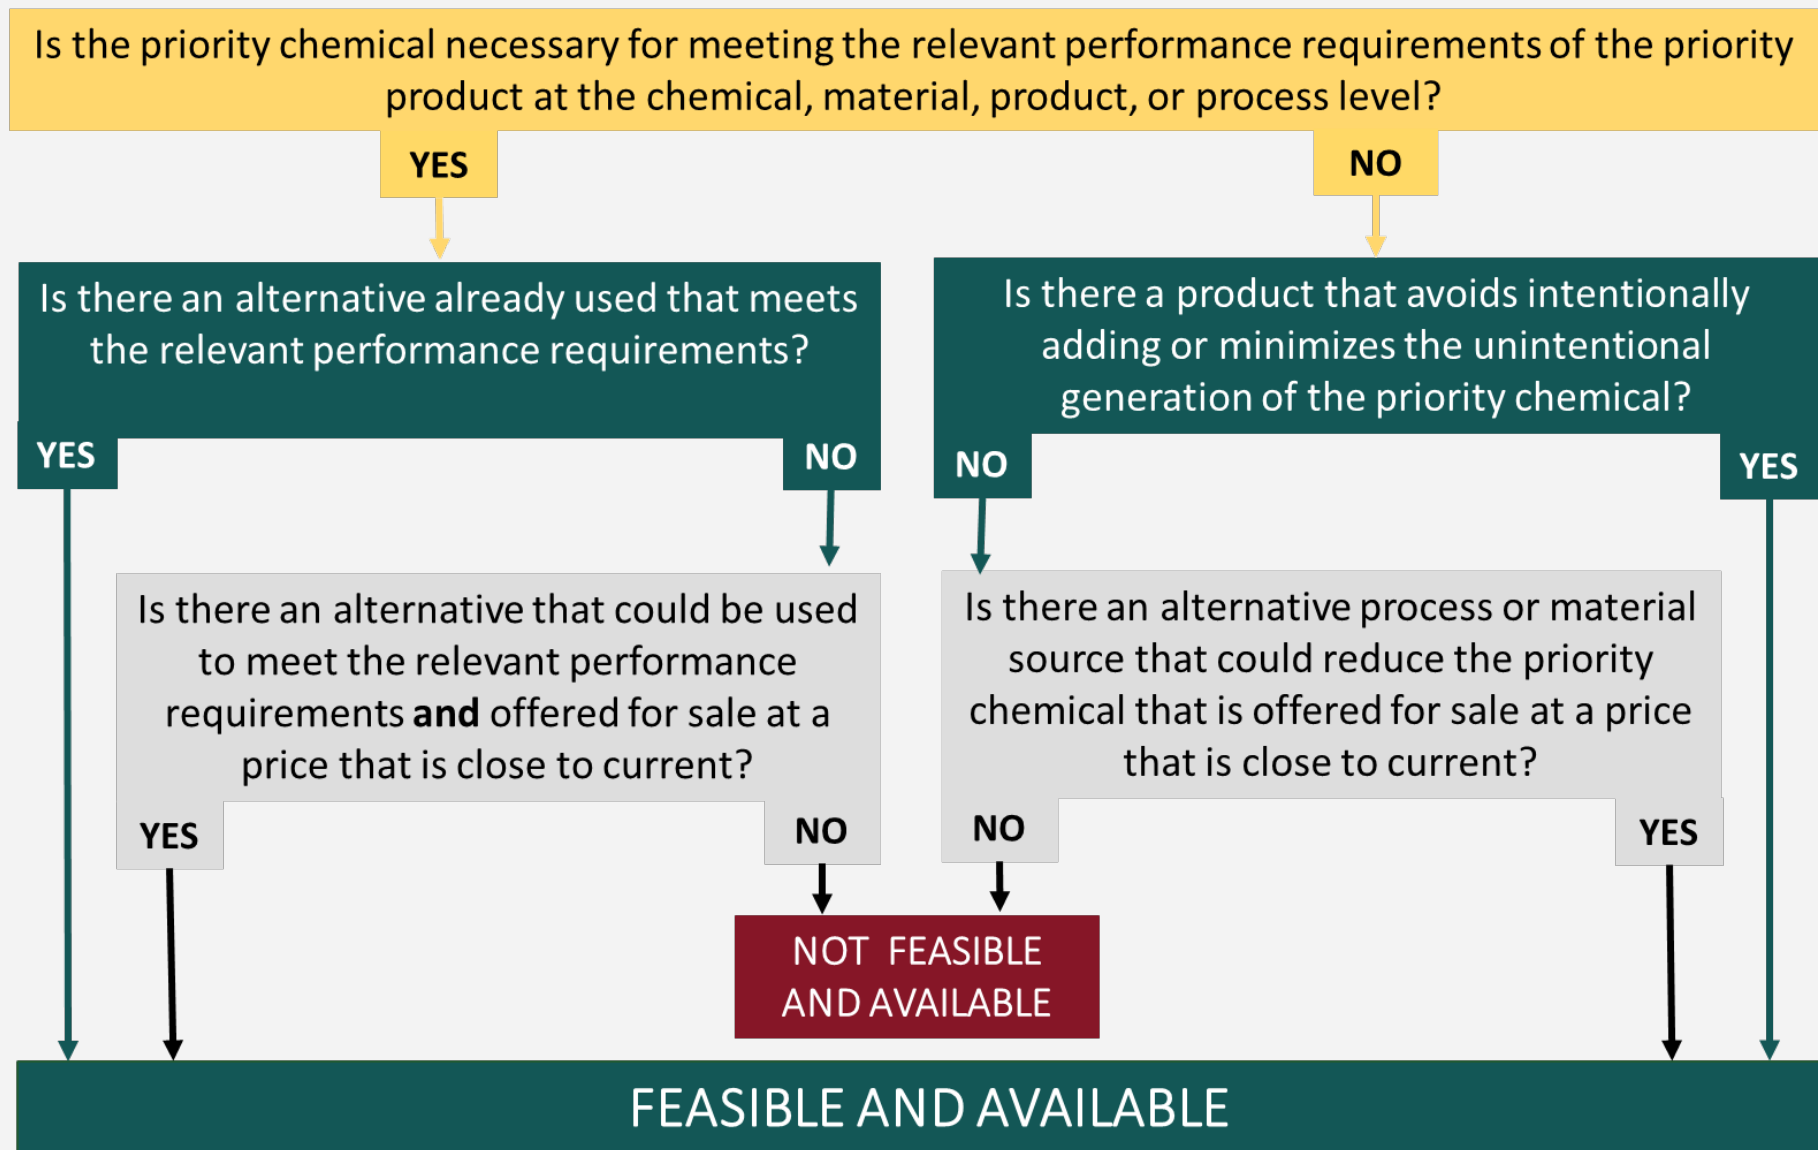 Is the priority chemical necessary for meeting the relevant performance requirements of the priority
product at the chemical, material, product, or process level?
YES
NO
Is there an alternative already used that meets
the relevant performance requirements?
YES
NO
Is there a product that avoids intentionally
adding or minimizes the unintentional
generation of the priority chemical?
NO
YES
Is there an alternative that could be used
to meet the relevant performance
requirements and offered for sale at a
price that is close to current?
YES
NO
Is there an alternative process or material
source that could reduce the priority
chemical that is offered for sale at a price
that is close to current?
NO
YES
NOT FEASIBLE
AND AVAILABLE
FEASIBLE AND AVAILABLE